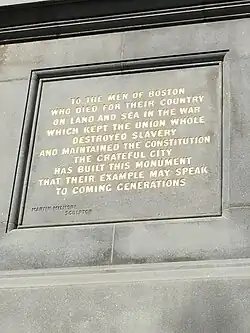 TO THE MEN OF BOSTON
WHO DIED FOR THEIR COUNTRY
ON LAND AND SEA IN THE WAR
WHICH KEPT THE UNION WHOLE
DESTROYED SLAVERY
AND MAINTAINED THE CONSTITUTION
THE GRATEFUL CITY
HAS BUILT THIS MONUMENT
THAT THEIR EXAMPLE MAY SPEAK
TO COMING GENERATIONS
MARTIN MILMORE
SCULPTOR